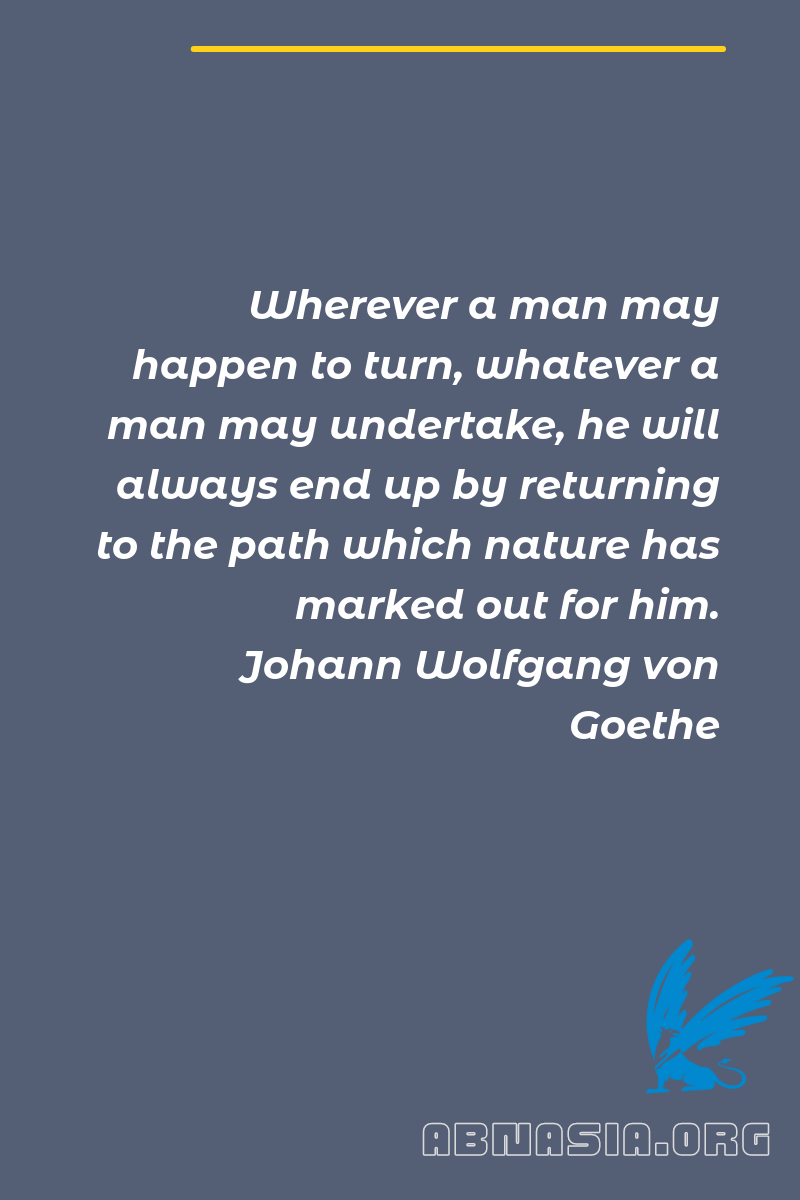 Wherever a man may
happen to turn, whatever a
man may undertake, he will
always end up by returning
to the path which nature has
marked out for him.
Johann Wolfgang von
Goethe
ABNASIA.ORG